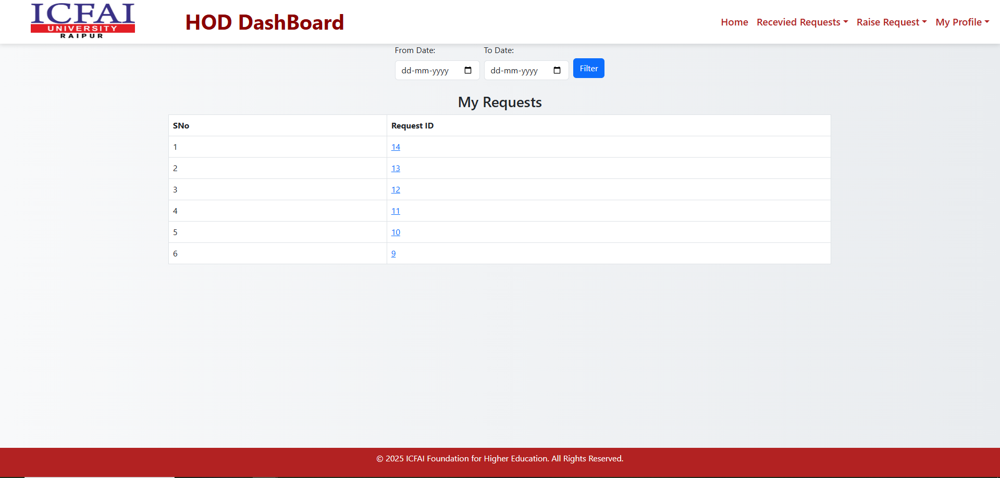 ICFAI
UNIVERSITY
RAIPUR
HOD DashBoard
Home Recevied Requests Raise Request My Profile
From Date: To Date:
dd-mm-yyyy dd-mm-yyyy Filter
My Requests
SNo Request ID
1 14
2 13
3 12
4 11
5 10
6 9
© 2025 ICFAI Foundation for Higher Education. All Rights Reserved.